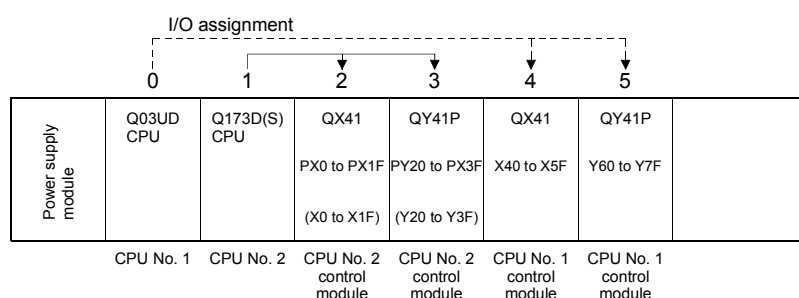 I/O assignment
0 1 2 3 4 5
Power supply
module
Q03UD
CPU
Q173D(S)
CPU
QX41
PX0 to PX1F
(X0 to X1F)
QY41P
PY20 to PX3F
(Y20 to Y3F)
QX41
X40 to X5F
QY41P
Y60 to Y7F
CPU No. 1
CPU No. 2
CPU No. 2
control
module
CPU No. 2
control
module
CPU No. 1
control
module
CPU No. 1
control
module